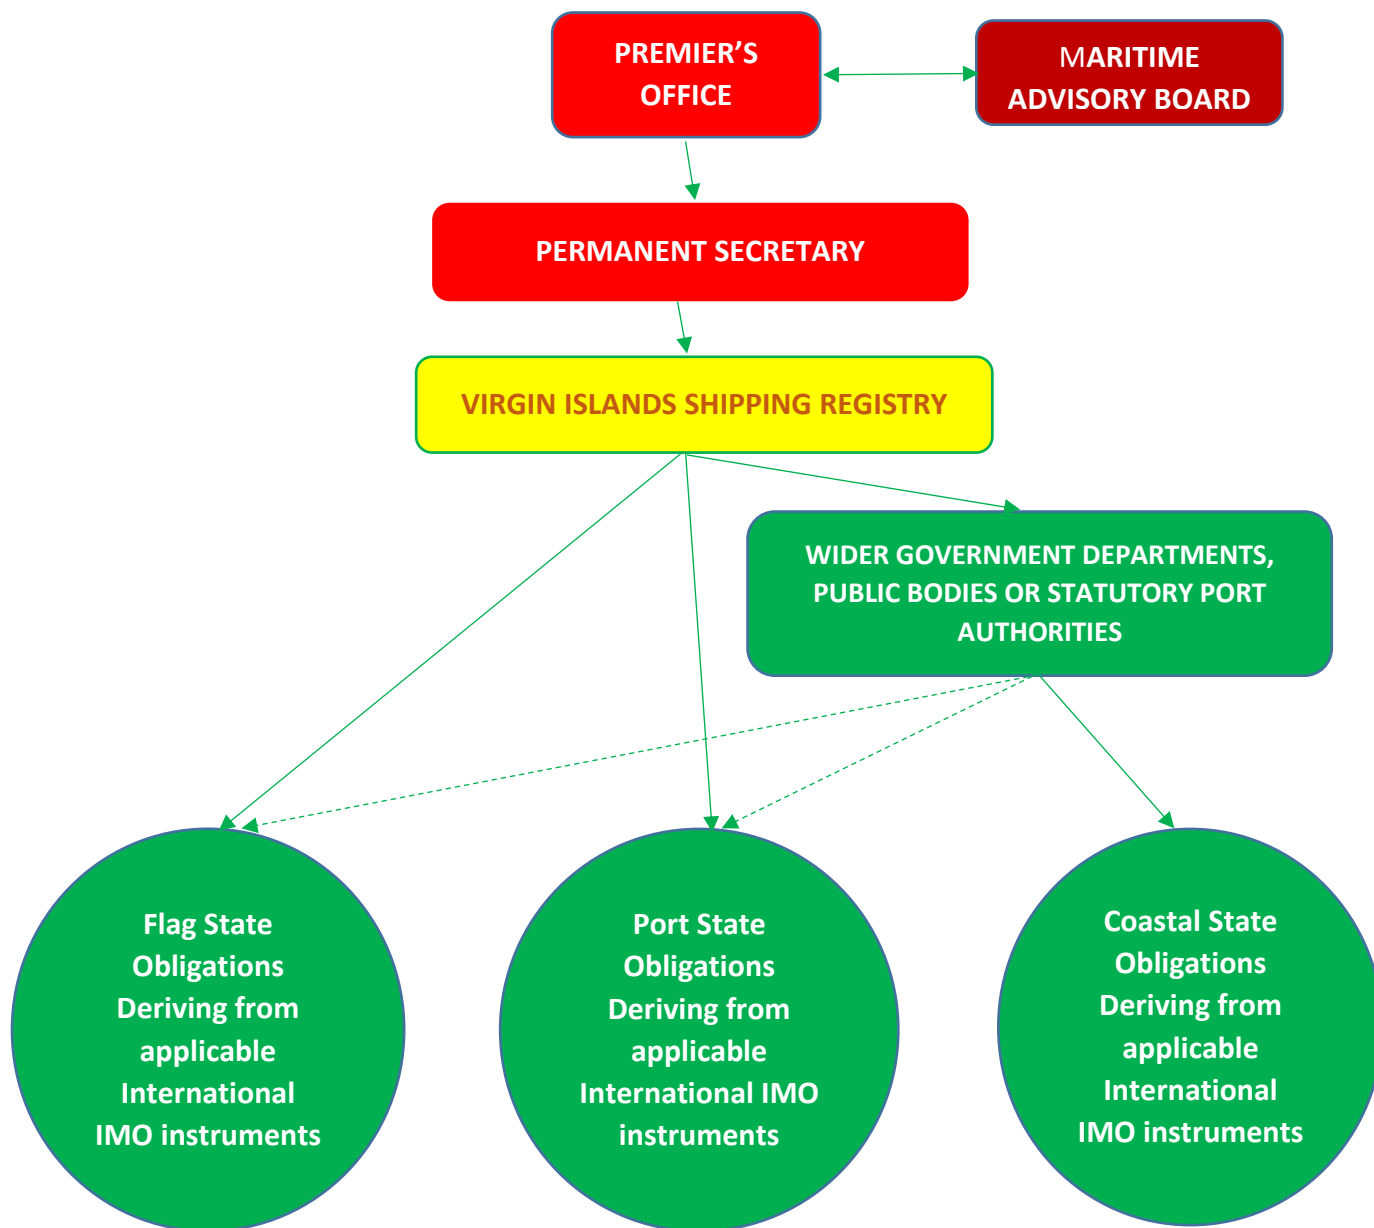 PREMIER’S
OFFICE
MARITIME
ADVISORY BOARD
PERMANENT SECRETARY
VIRGIN ISLANDS SHIPPING REGISTRY
WIDER GOVERNMENT DEPARTMENTS,
PUBLIC BODIES OR STATUTORY PORT
AUTHORITIES
Flag State
Obligations
Deriving from
applicable
International
IMO instruments
Port State
Obligations
Deriving from
applicable
International IMO
instruments
Coastal State
Obligations
Deriving from
applicable
International
IMO instruments